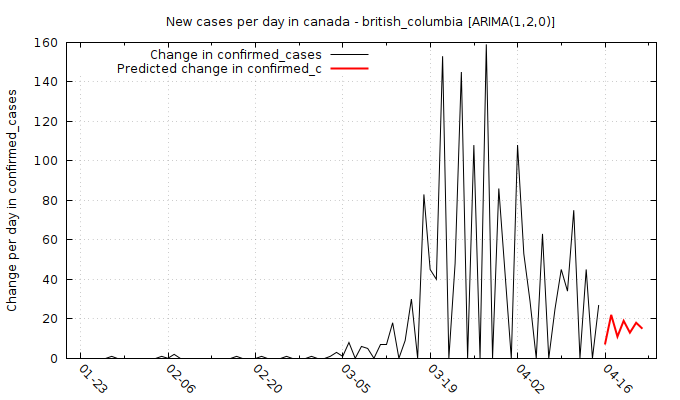 New cases per day in canada - british_columbia [ARIMA(1,2,0)]
Change in confirmed_cases
Predicted change in confirmed_c
Change per day in confirmed_cases
160
140
120
100
80
60
40
20
0
01-23 02-06 02-20 03-05 03-19 04-02 04-16